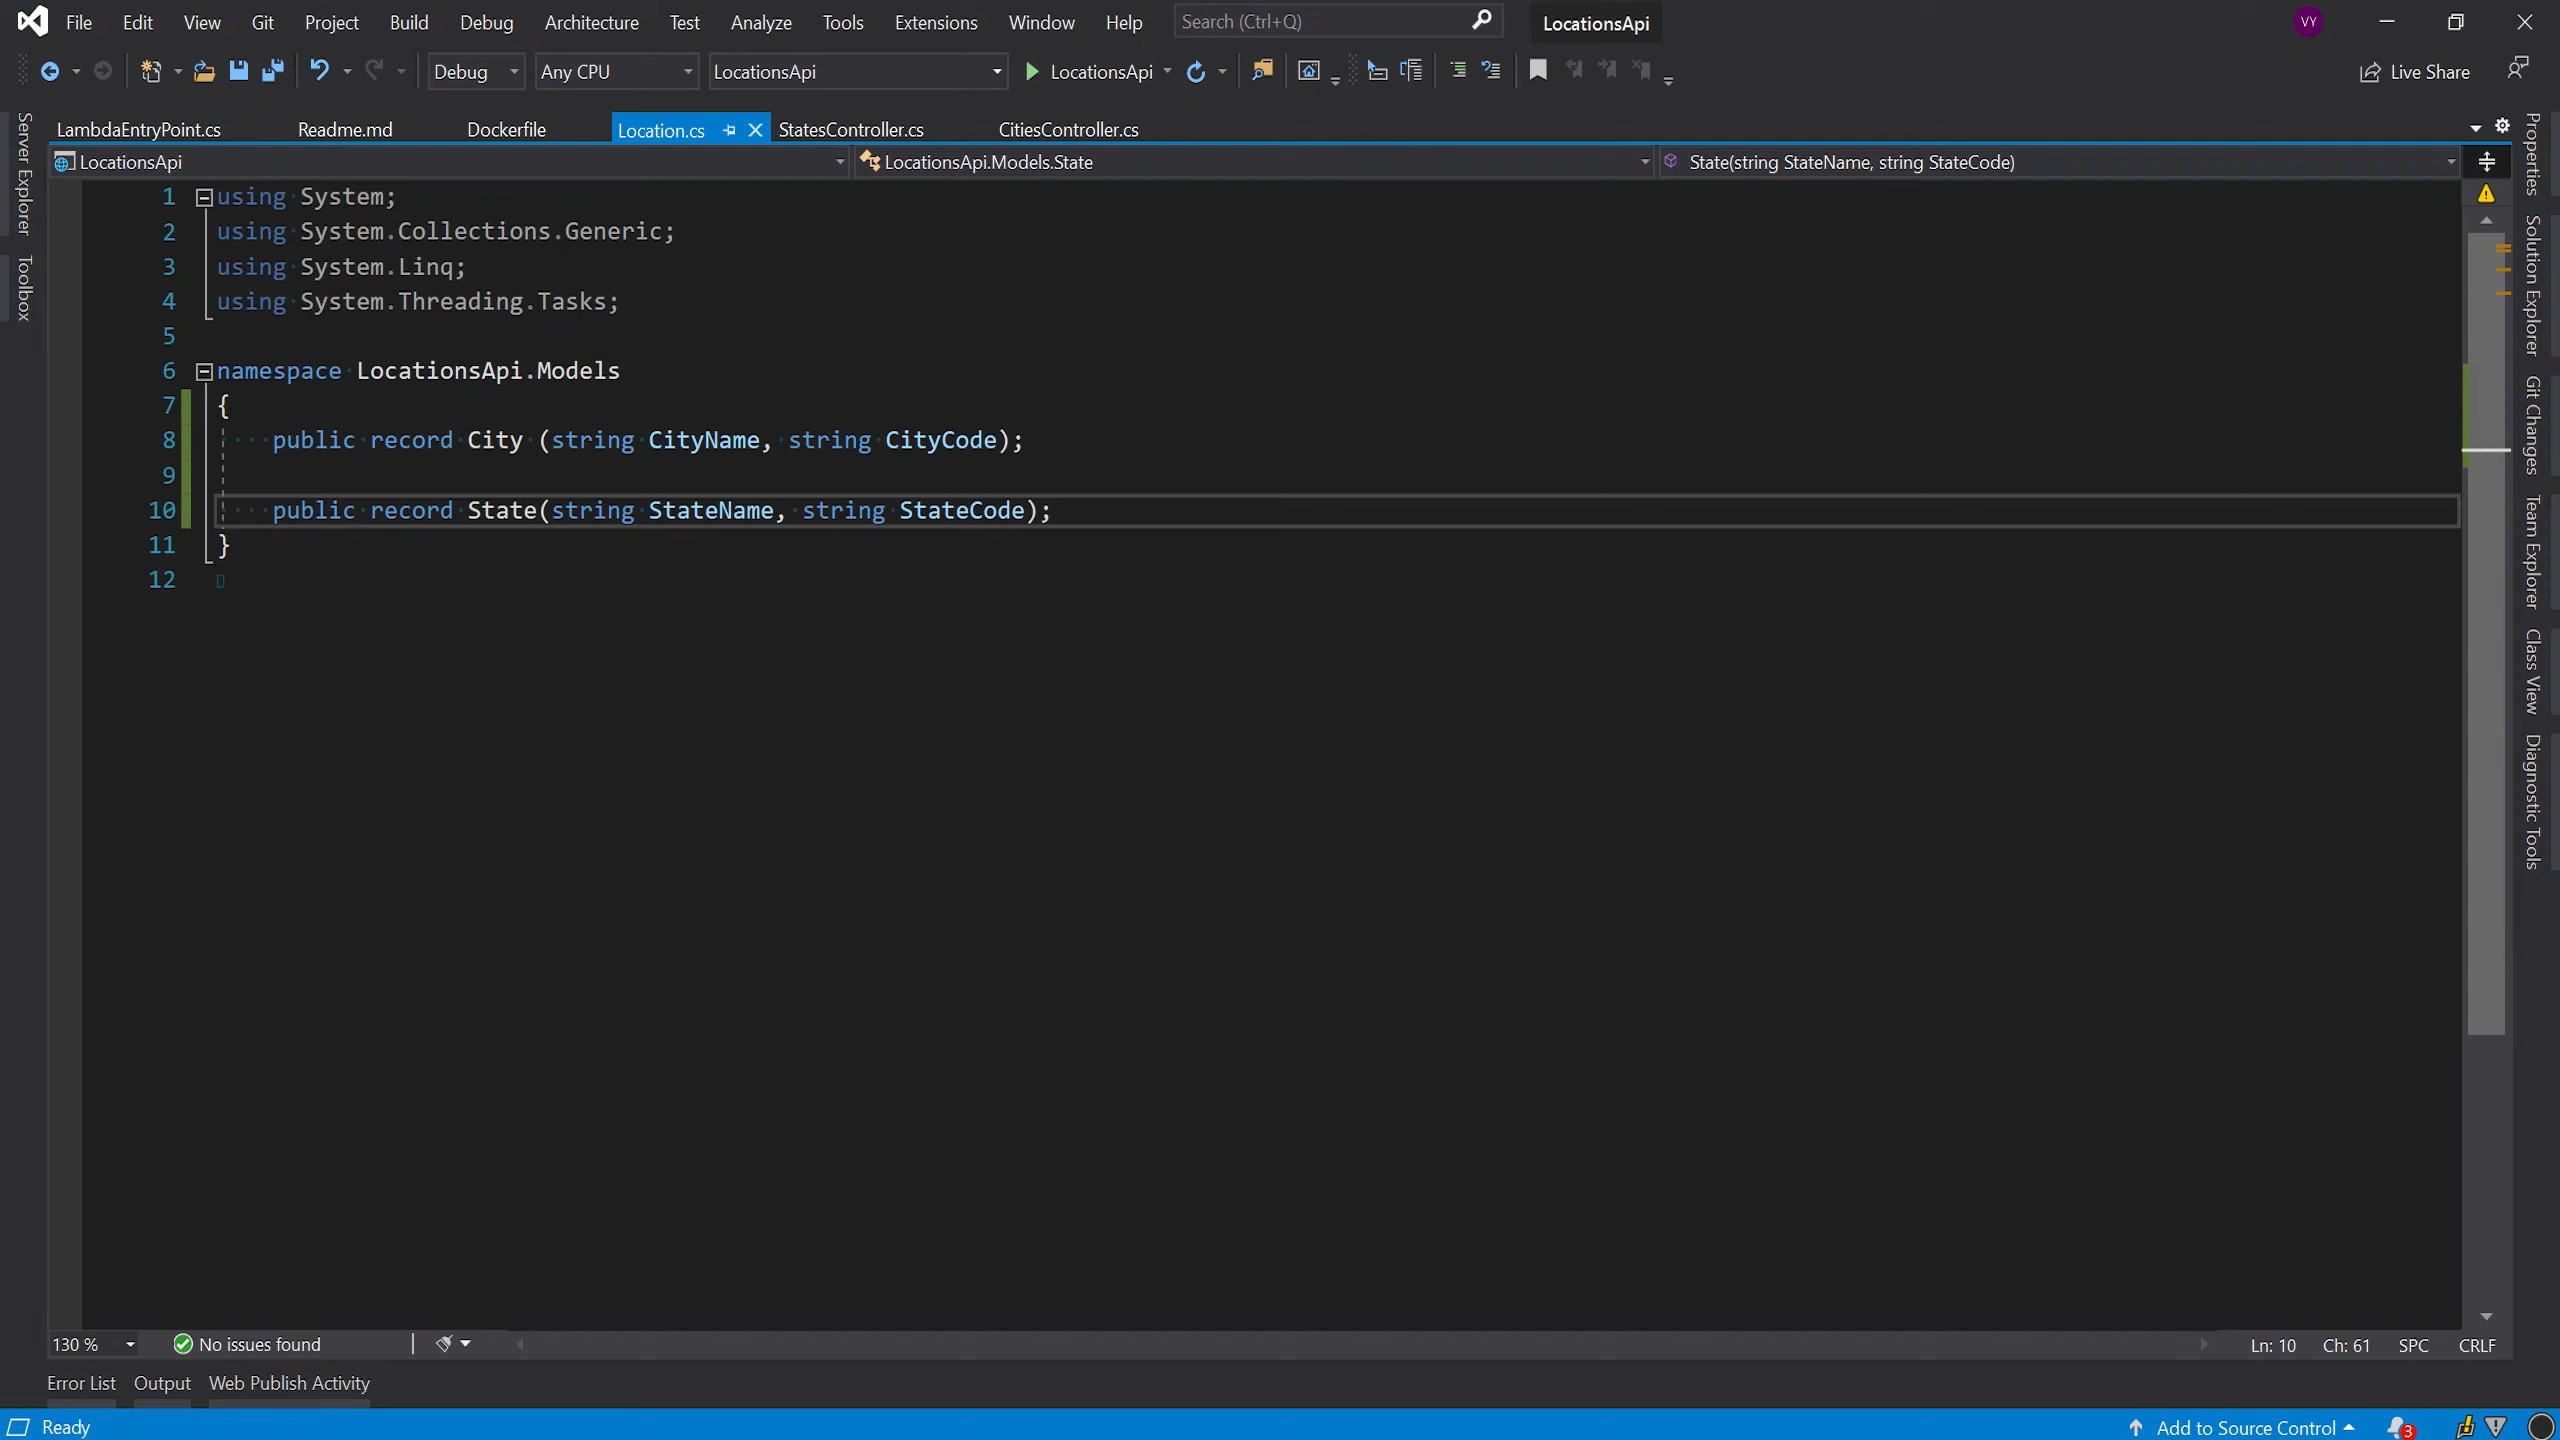 File Edit View Git Project Build Debug Architecture Test Analyze Tools Extensions Window Help Search (Ctrl+Q) LocationsApi VY
Debug Any CPU LocationsApi LocationsApi Live Share
LambdaEntryPoint.cs Readme.md Dockerfile Location.cs StatesController.cs CitiesController.cs
LocationsApi LocationsApi.Models.State State(string StateName, string StateCode)
Server Explorer
Toolbox
1 using System;
2 using System.Collections.Generic;
3 using System.Linq;
4 using System.Threading.Tasks;
5
6 namespace LocationsApi.Models
7 {
8 public record City (string CityName, string CityCode);
9
10 public record State(string StateName, string StateCode);
11 }
12
Properties
Solution Explorer
Git Changes
Team Explorer
Class View
Diagnostic Tools
130 % No issues found Ln: 10 Ch: 61 SPC CRLF
Error List Output Web Publish Activity
Ready Add to Source Control 3